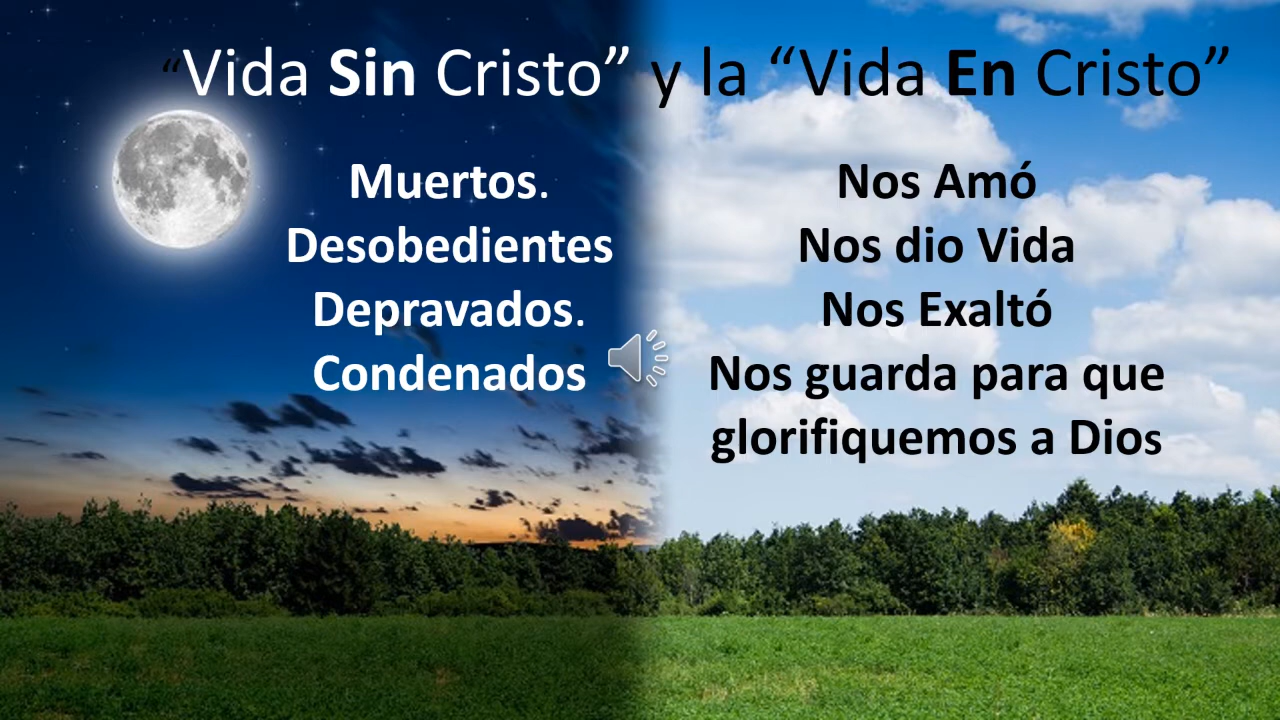 “Vida Sin Cristo” y la “Vida En Cristo”
Muertos.
Desobedientes
Depravados.
Condenados
Nos Amó
Nos dio Vida
Nos Exaltó
Nos guarda para que
glorifiquemos a Dios